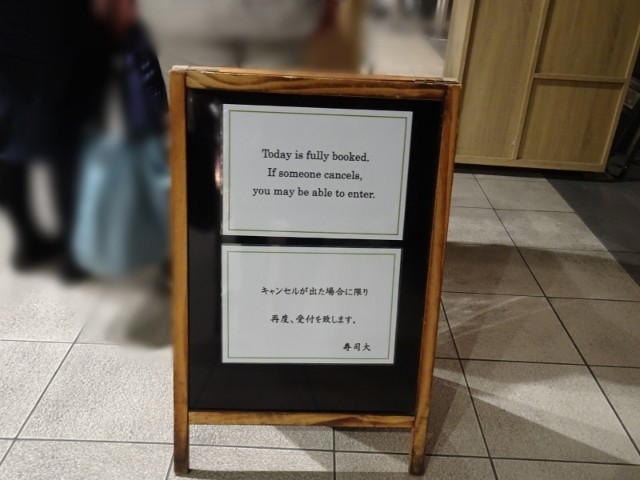 Today is fully booked.
If someone cancels,
you may be able to enter.
キャンセルが出た場合に限り
再度、受付を致します。
寿司大